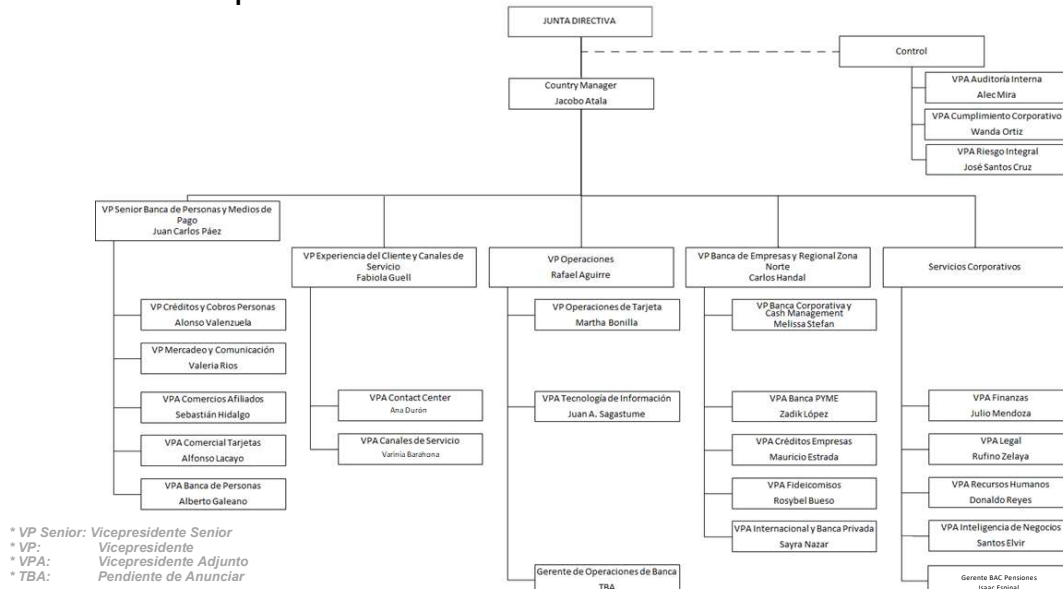 JUNTA DIRECTIVA
Control
Country Manager
Jacobo Atala
VPA Auditoría Interna
Alec Mira
VPA Cumplimiento Corporativo
Wanda Ortiz
VPA Riesgo Integral
José Santos Cruz
VP Senior Banca de Personas y Medios de
Pago
Juan Carlos Páez
VP Créditos y Cobros Personas
Alonso Valenzuela
VP Mercadeo y Comunicación
Valeria Rios
VPA Comercios Afiliados
Sebastián Hidalgo
VPA Comercial Tarjetas
Alfonso Lacayo
VPA Banca de Personas
Alberto Galeano
VP Experiencia del Cliente y Canales de
Servicio
Fabiola Guell
VPA Contact Center
Ana Durón
VPA Canales de Servicio
Varinia Barahona
VP Operaciones
Rafael Aguirre
VP Operaciones de Tarjeta
Martha Bonilla
VPA Tecnología de Información
Juan A. Sagastume
Gerente de Operaciones de Banca
TBA
VP Banca de Empresas y Regional Zona
Norte
Carlos Handal
VP Banca Corporativa y
Cash Management
Melissa Stefan
VPA Banca PYME
Zadik López
VPA Créditos Empresas
Mauricio Estrada
VPA Fideicomisos
Rosybel Bueso
VPA Internacional y Banca Privada
Sayra Nazar
Servicios Corporativos
VPA Finanzas
Julio Mendoza
VPA Legal
Rufino Zelaya
VPA Recursos Humanos
Donaldo Reyes
VPA Inteligencia de Negocios
Santos Elvir
Gerente BAC Pensiones
Isaac Espinal
* VP Senior: Vicepresidente Senior
* VP: Vicepresidente
* VPA: Vicepresidente Adjunto
* TBA: Pendiente de Anunciar